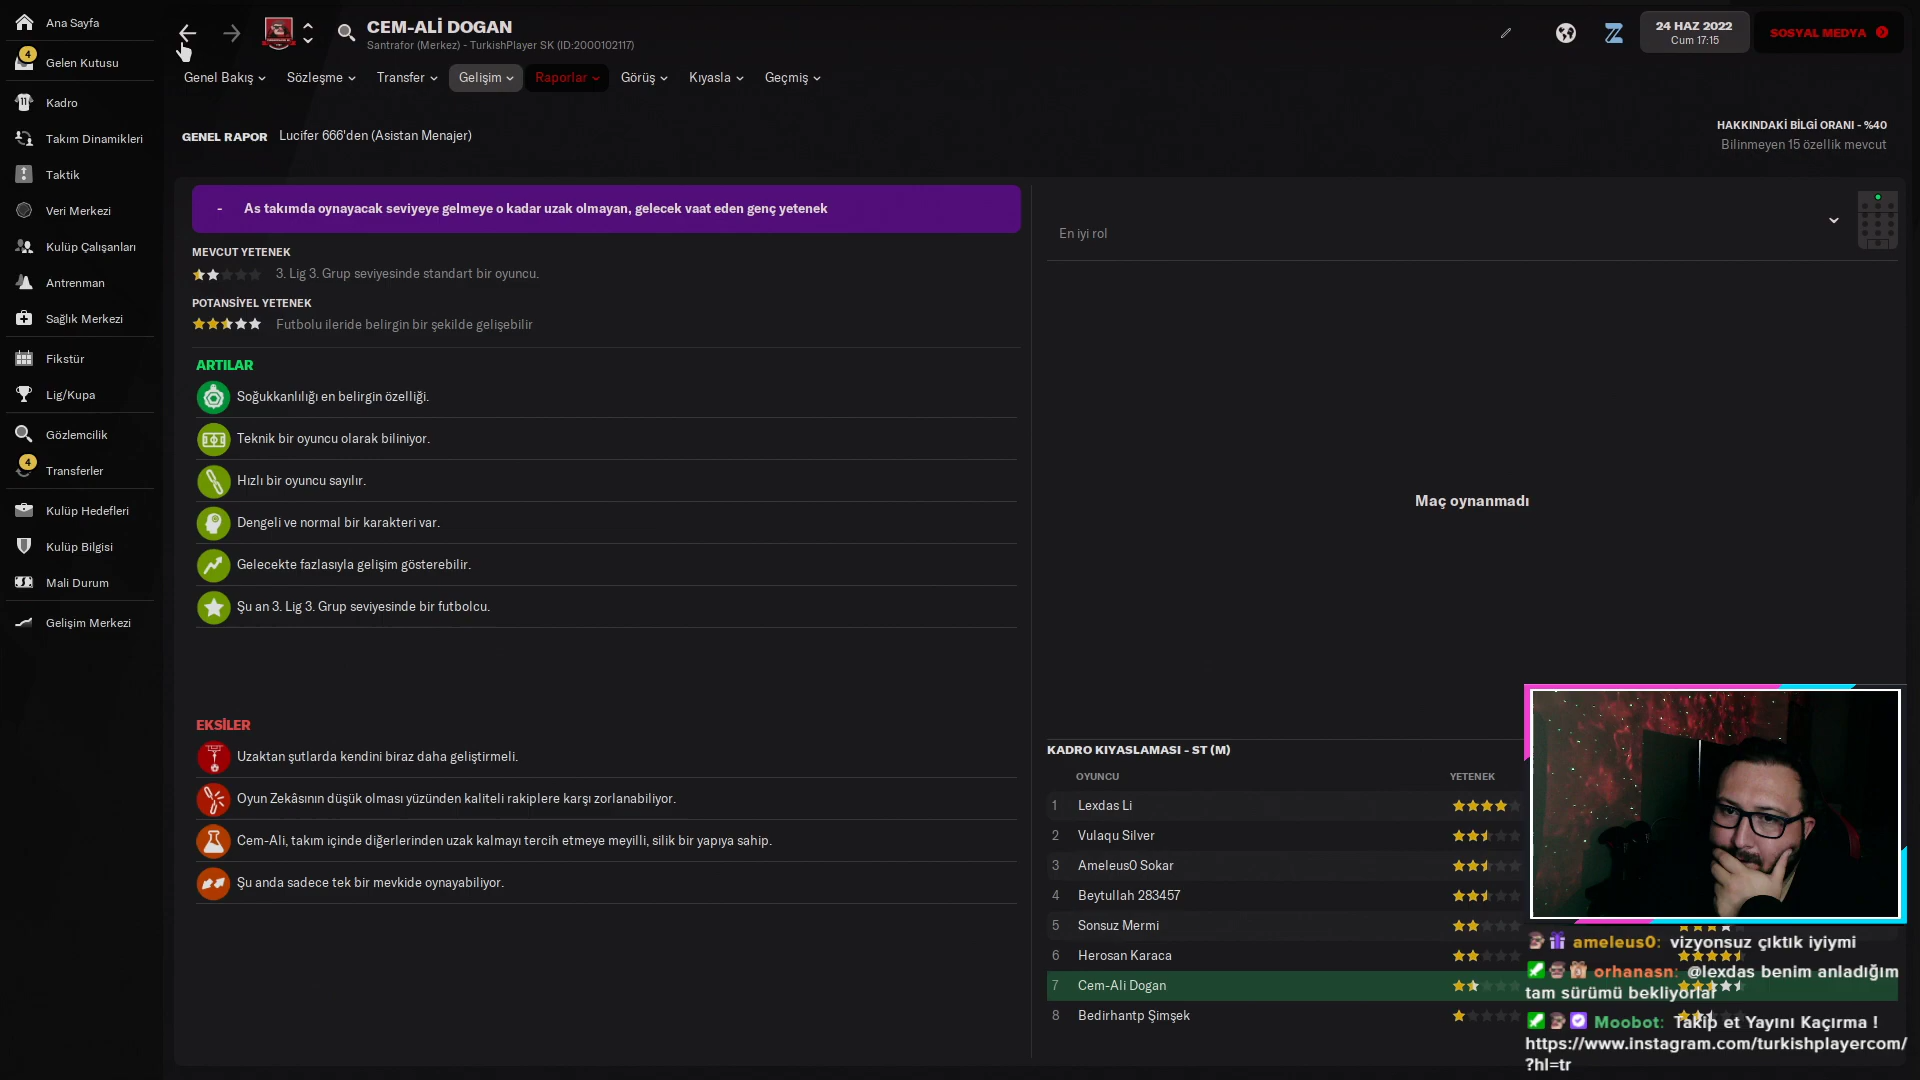 Ana Sayfa
4
Gelen Kutusu
Kadro
Takım Dinamikleri
Taktik
Veri Merkezi
Kulüp Çalışanları
Antrenman
Sağlık Merkezi
Fikstür
Lig/Kupa
Gözlemcilik
4
Transferler
Kulüp Hedefleri
Kulüp Bilgisi
Mali Durum
Gelişim Merkezi
CEM-ALİ DOGAN
Santrafor (Merkez) - TurkishPlayer SK (ID:2000102117)
24 HAZ 2022
Cum 17:15
SOSYAL MEDYA
Genel Bakış
Sözleşme
Transfer
Gelişim
Raporlar
Görüş
Kıyasla
Geçmiş
GENEL RAPOR Lucifer 666'den (Asistan Menajer)
HAKKINDAKİ BİLGİ ORANI - %40
Bilinmeyen 15 özellik mevcut
- As takımda oynayacak seviyeye gelmeye o kadar uzak olmayan, gelecek vaat eden genç yetenek
MEVCUT YETENEK
3. Lig 3. Grup seviyesinde standart bir oyuncu.
POTANSİYEL YETENEK
Futbolu ileride belirgin bir şekilde gelişebilir
ARTILAR
Soğukkanlılığı en belirgin özelliği.
Teknik bir oyuncu olarak biliniyor.
Hızlı bir oyuncu sayılır.
Dengeli ve normal bir karakteri var.
Gelecekte fazlasıyla gelişim gösterebilir.
Şu an 3. Lig 3. Grup seviyesinde bir futbolcu.
EKSİLER
Uzaktan şutlarda kendini biraz daha geliştirmeli.
Oyun Zekâsının düşük olması yüzünden kaliteli rakiplere karşı zorlanabiliyor.
Cem-Ali, takım içinde diğerlerinden uzak kalmayı tercih etmeye meyilli, silik bir yapıya sahip.
Şu anda sadece tek bir mevkide oynayabiliyor.
En iyi rol
Maç oynanmadı
KADRO KIYASLAMASI - ST (M)
OYUNCU YETENEK
1 Lexdas Li
2 Vulaqu Silver
3 Ameleus0 Sokar
4 Beytullah 283457
5 Sonsuz Mermi
6 Herosan Karaca
7 Cem-Ali Dogan
8 Bedirhantp Şimşek
ameleus0: vizyonsuz çıktık iyiymi
orhanasn: @lexdas benim anladığım
tam sürümü bekliyorlar
Moobot: Takip et Yayını Kaçırma !
https://www.instagram.com/turkishplayercom/
?hl=tr